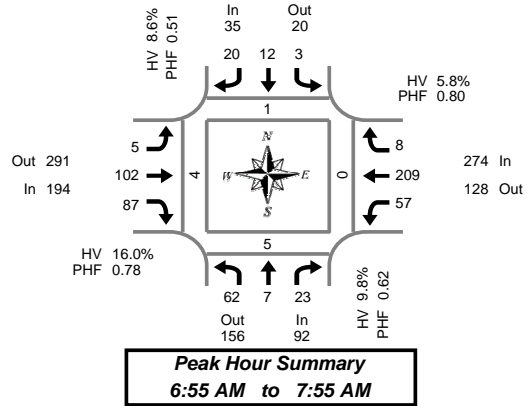 HV 8.6%
PHF 0.51
In
35
Out
20
20 12 3
HV 5.8%
PHF 0.80
1
5
8
Out 291
102
4
N
W E
S
0
209
274 In
In 194
87
57
128 Out
5
HV 16.0%
PHF 0.78
62 7 23
HV 9.8%
PHF 0.62
Out
156
In
92
Peak Hour Summary
6:55 AM to 7:55 AM